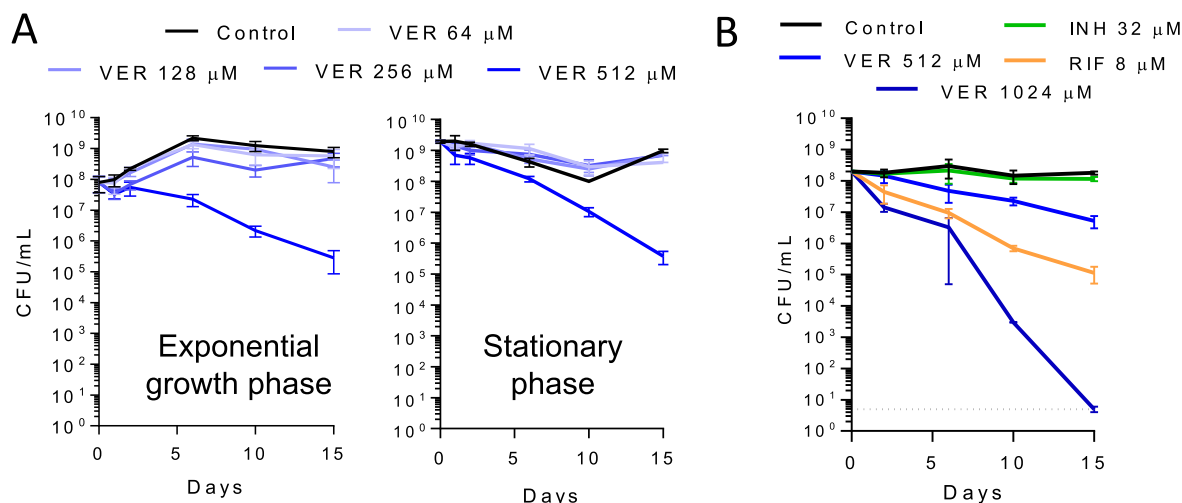 A
Control
VER 64 μM
VER 128 μM
VER 256 μM
VER 512 μM
CFU/mL
10^10
10^9
10^8
10^7
10^6
10^5
10^4
10^3
10^2
10^1
10^0
Exponential
growth phase
0
5
10
15
Days
10^10
10^9
10^8
10^7
10^6
10^5
10^4
10^3
10^2
10^1
10^0
Stationary
phase
0
5
10
15
Days
B
Control
INH 32 μM
VER 512 μM
RIF 8 μM
VER 1024 μM
CFU/mL
10^10
10^9
10^8
10^7
10^6
10^5
10^4
10^3
10^2
10^1
10^0
0
5
10
15
Days